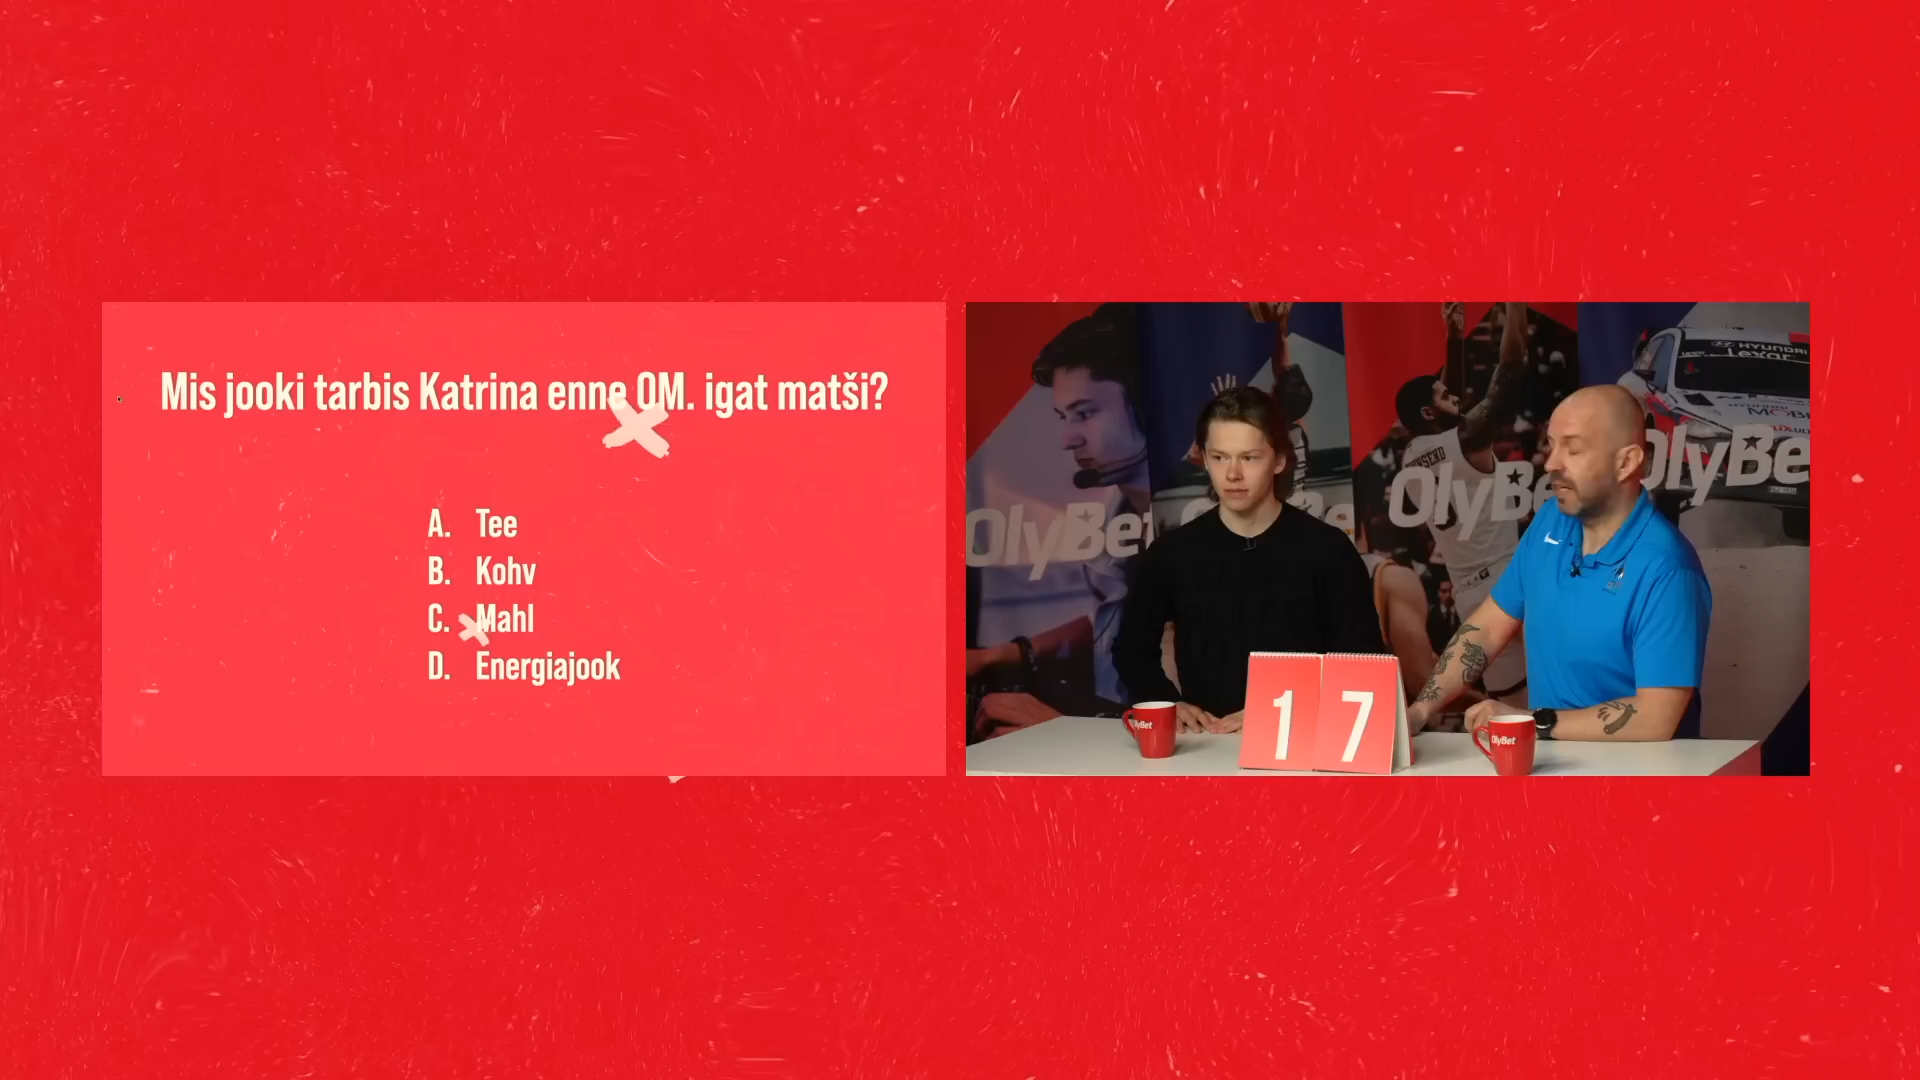 Mis jooki tarbis Katrina enne OM. igat matši?
A. Tee
B. Kohv
C. Mahl
D. Energiajook
HYUNDAI
Lexar
OlyBet
OlyBet
OlyBet
1 7
OlyBet
OlyBet